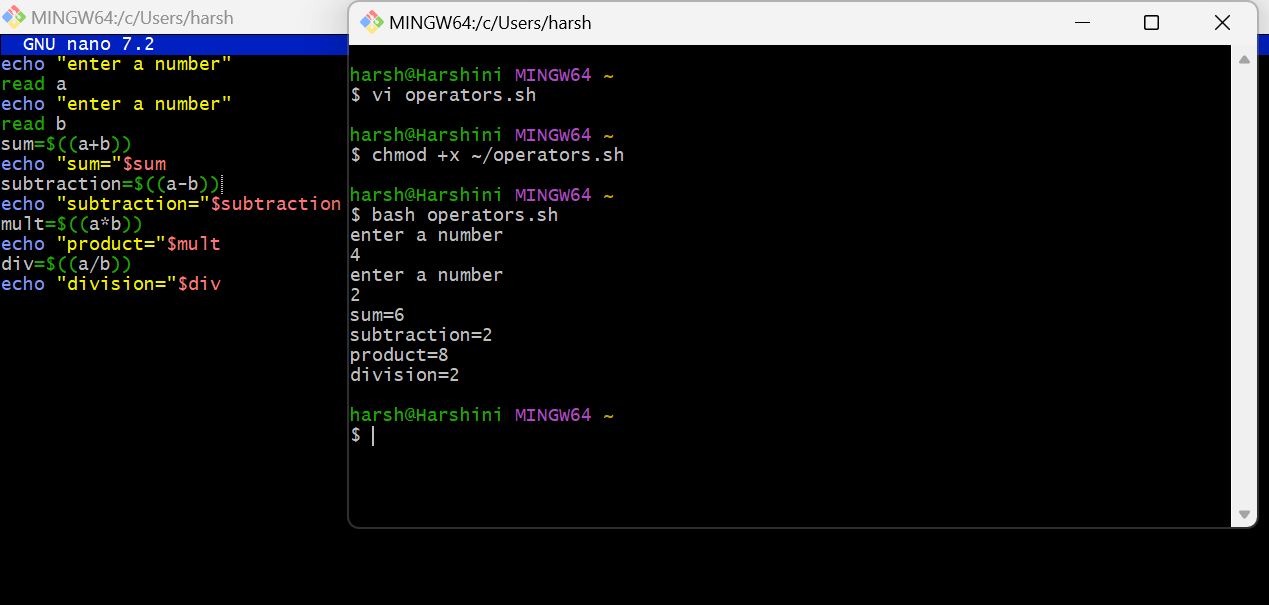 MINGW64:/c/Users/harsh
GNU nano 7.2
echo "enter a number"
read a
echo "enter a number"
read b
sum=$((a+b))
echo "sum="$sum
subtraction=$((a-b))
echo "subtraction="$subtraction
mult=$((a*b))
echo "product="$mult
div=$((a/b))
echo "division="$div
MINGW64:/c/Users/harsh
harsh@Harshini MINGW64 ~
$ vi operators.sh
harsh@Harshini MINGW64 ~
$ chmod +x ~/operators.sh
harsh@Harshini MINGW64 ~
$ bash operators.sh
enter a number
4
enter a number
2
sum=6
subtraction=2
product=8
division=2
harsh@Harshini MINGW64 ~
$